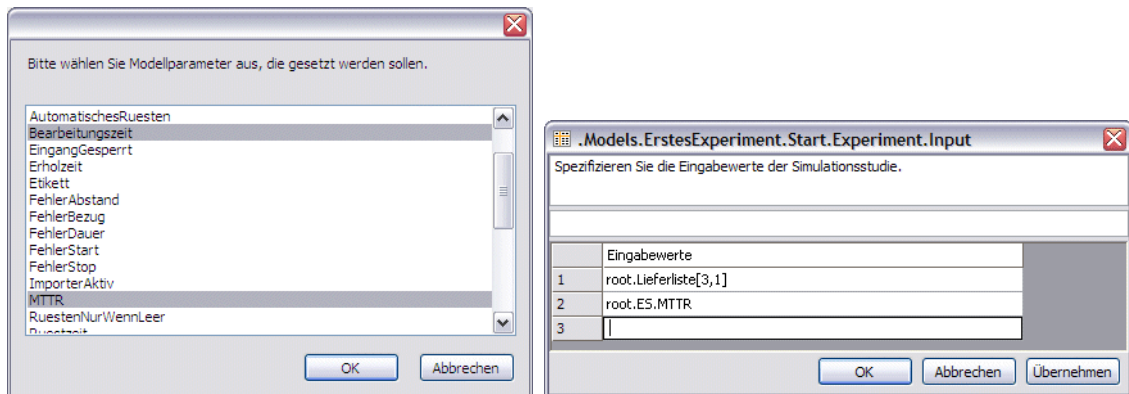 Bitte wählen Sie Modellparameter aus, die gesetzt werden sollen.
AutomatischesRuesten
Bearbeitungszeit
EingangGesperrt
Erholzeit
Etikett
FehlerAbstand
FehlerBezug
FehlerDauer
FehlerStart
FehlerStop
ImporterAktiv
MTTR
RuestenNurWennLeer
Ruestzeit
OK Abbrechen
.Models.ErstesExperiment.Start.Experiment.Input
Spezifizieren Sie die Eingabewerte der Simulationsstudie.
Eingabewerte
1 root.Lieferliste[3,1]
2 root.ES.MTTR
3
OK Abbrechen Übernehmen